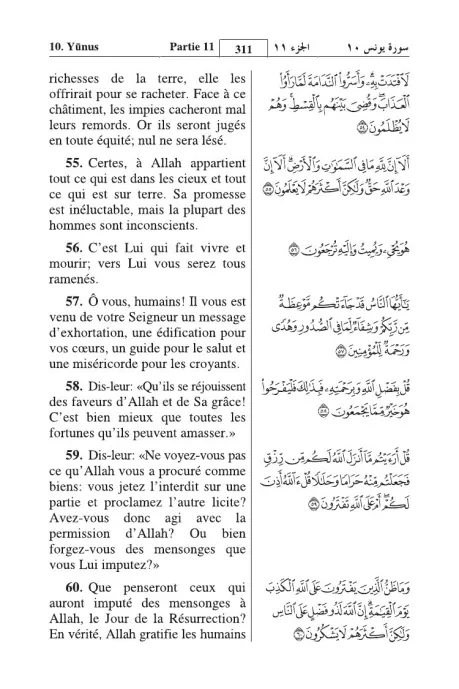 10. Yūnus Partie 11 311 الجزء ١١ سورة يونس ١٠
richesses de la terre, elle les
offrirait pour se racheter. Face à ce
châtiment, les impies cacheront mal
leurs remords. Or ils seront jugés
en toute équité; nul ne sera lésé.
55. Certes, à Allah appartient
tout ce qui est dans les cieux et tout
ce qui est sur terre. Sa promesse
est inéluctable, mais la plupart des
hommes sont inconscients.
56. C’est Lui qui fait vivre et
mourir; vers Lui vous serez tous
ramenés.
57. Ô vous, humains! Il vous est
venu de votre Seigneur un message
d’exhortation, une édification pour
vos cœurs, un guide pour le salut et
une miséricorde pour les croyants.
58. Dis-leur: «Qu’ils se réjouissent
des faveurs d’Allah et de Sa grâce!
C’est bien mieux que toutes les
fortunes qu’ils peuvent amasser.»
59. Dis-leur: «Ne voyez-vous pas
ce qu’Allah vous a procuré comme
biens: vous jetez l’interdit sur une
partie et proclamez l’autre licite?
Avez-vous donc agi avec la
permission d’Allah? Ou bien
forgez-vous des mensonges que
vous Lui imputez?»
60. Que penseront ceux qui
auront imputé des mensonges à
Allah, le Jour de la Résurrection?
En vérité, Allah gratifie les humains
لَافْتَدَتْ بِهِۦ وَأَسَرُّوا۟ ٱلنَّدَامَةَ لَمَّا رَأَوُا۟
ٱلْعَذَابَ وَقُضِيَ بَيْنَهُم بِٱلْقِسْطِ وَهُمْ
لَا يُظْلَمُونَ ٥٤
أَلَآ إِنَّ لِلَّهِ مَا فِي ٱلسَّمَٰوَٰتِ وَٱلْأَرْضِ أَلَآ إِنَّ
وَعْدَ ٱللَّهِ حَقٌّ وَلَٰكِنَّ أَكْثَرَهُمْ لَا يَعْلَمُونَ ٥٥
هُوَ يُحْيِۦ وَيُمِيتُ وَإِلَيْهِ تُرْجَعُونَ ٥٦
يَٰٓأَيُّهَا ٱلنَّاسُ قَدْ جَآءَتْكُم مَّوْعِظَةٌ
مِّن رَّبِّكُمْ وَشِفَآءٌ لِّمَا فِي ٱلصُّدُورِ وَهُدًى
وَرَحْمَةٌ لِّلْمُؤْمِنِينَ ٥٧
قُلْ بِفَضْلِ ٱللَّهِ وَبِرَحْمَتِهِۦ فَبِذَٰلِكَ فَلْيَفْرَحُوا۟
هُوَ خَيْرٌ مِّمَّا يَجْمَعُونَ ٥٨
قُلْ أَرَءَيْتُم مَّآ أَنزَلَ ٱللَّهُ لَكُم مِّن رِّزْقٍ
فَجَعَلْتُم مِّنْهُ حَرَامًا وَحَلَٰلًا قُلْ ءَآللَّهُ أَذِنَ
لَكُمْ أَمْ عَلَى ٱللَّهِ تَفْتَرُونَ ٥٩
وَمَا ظَنُّ ٱلَّذِينَ يَفْتَرُونَ عَلَى ٱللَّهِ ٱلْكَذِبَ
يَوْمَ ٱلْقِيَٰمَةِ إِنَّ ٱللَّهَ لَذُو فَضْلٍ عَلَى ٱلنَّاسِ
وَلَٰكِنَّ أَكْثَرَهُمْ لَا يَشْكُرُونَ ٦٠